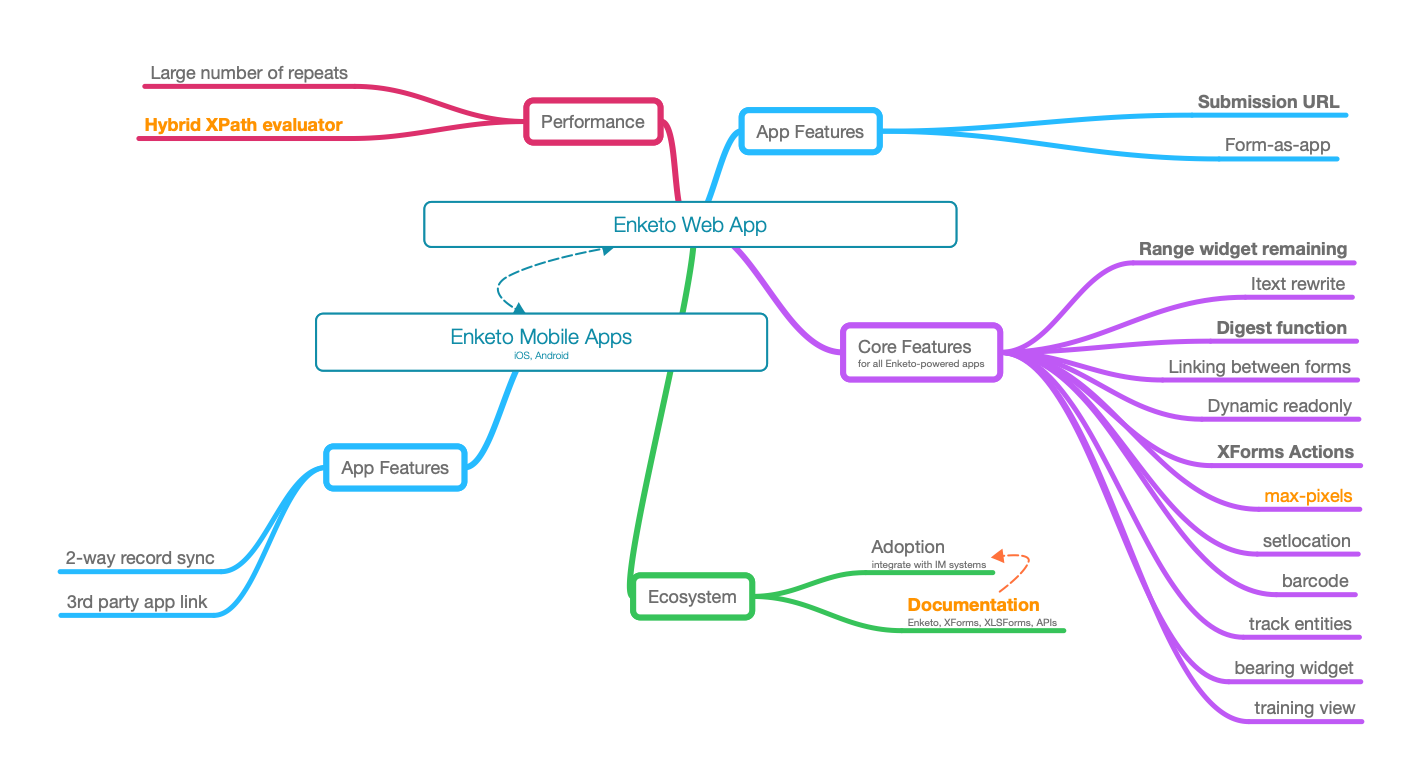 Large number of repeats
Hybrid XPath evaluator
Performance
App Features
Submission URL
Form-as-app
Enketo Web App
Enketo Mobile Apps
iOS, Android
Core Features
for all Enketo-powered apps
Range widget remaining
Itext rewrite
Digest function
Linking between forms
Dynamic readonly
XForms Actions
max-pixels
setlocation
barcode
track entities
bearing widget
training view
App Features
2-way record sync
3rd party app link
Ecosystem
Adoption
integrate with IM systems
Documentation
Enketo, XForms, XLSForms, APIs